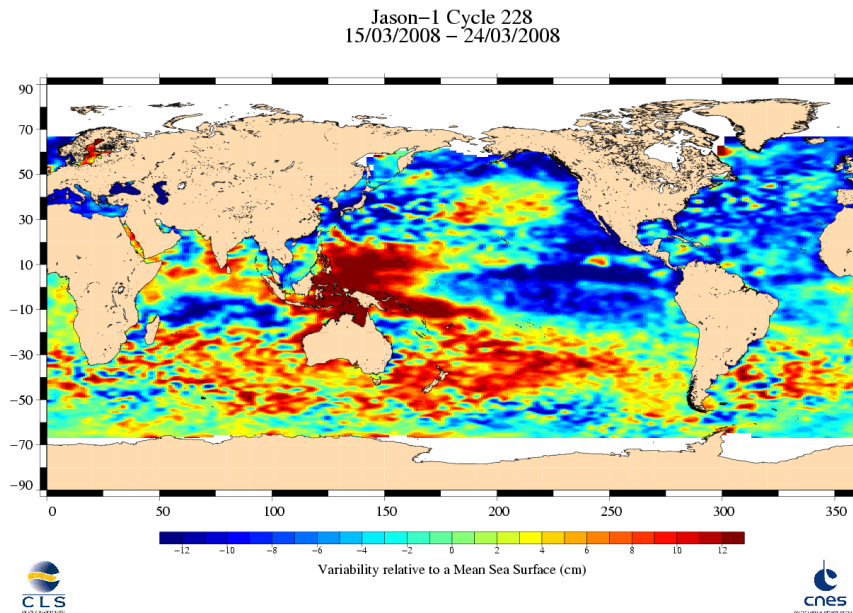 Jason−1 Cycle 228
15/03/2008 − 24/03/2008
90
70
50
30
10
−10
−30
−50
−70
−90
0 50 100 150 200 250 300 350
−12 −10 −8 −6 −4 −2 0 2 4 6 8 10 12
Variability relative to a Mean Sea Surface (cm)
CLS
cnes